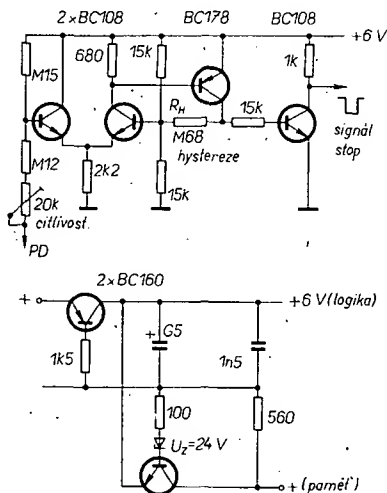 2×BC108 BC178 BC108
+6 V
680 15k 1k
M15
R_H 15k
M68
hystereze
signál
stop
M12
2k2 15k
20k
citlivost.
PD
2×BC160
+ +6 V (logika)
+ G5
1k5 1n5
100 560
U_Z=24 V
+ (paměť)